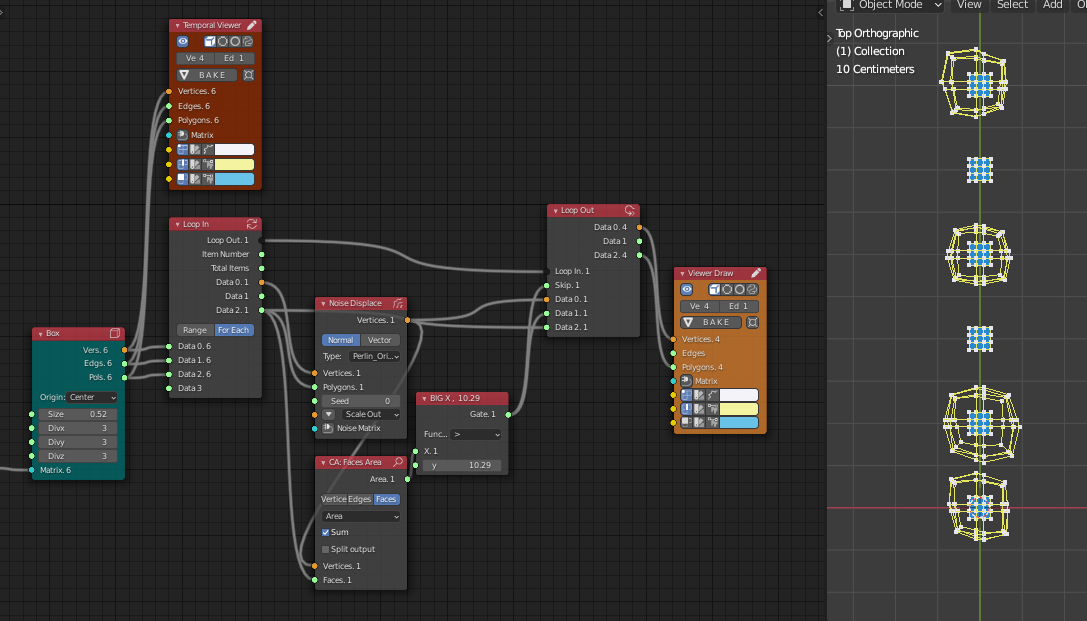 Temporal Viewer
Ve 4 Ed 1
BAKE
Vertices. 6
Edges. 6
Polygons. 6
Matrix
Loop In
Loop Out. 1
Item Number
Total Items
Data 0. 1
Data 1
Data 2. 1
Range For Each
Data 0. 6
Data 1. 6
Data 2. 6
Data 3
Box
Vers. 6
Edgs. 6
Pols. 6
Origin: Center
Size 0.52
Divx 3
Divy 3
Divz 3
Matrix. 6
Noise Displace
Vertices. 1
Normal Vector
Type: Perlin_Ori...
Vertices. 1
Polygons. 1
Seed 0
Scale Out
Noise Matrix
CA: Faces Area
Area. 1
Vertice Edges Faces
Area
Sum
Split output
Vertices. 1
Faces. 1
BIG X , 10.29
Gate. 1
Func... >
X. 1
y 10.29
Loop Out
Data 0. 4
Data 1
Data 2. 4
Loop In. 1
Skip. 1
Data 0. 1
Data 1. 1
Data 2. 1
Viewer Draw
Ve 4 Ed 1
BAKE
Vertices. 4
Edges
Polygons. 4
Matrix
Object Mode View Select Add
Top Orthographic
(1) Collection
10 Centimeters